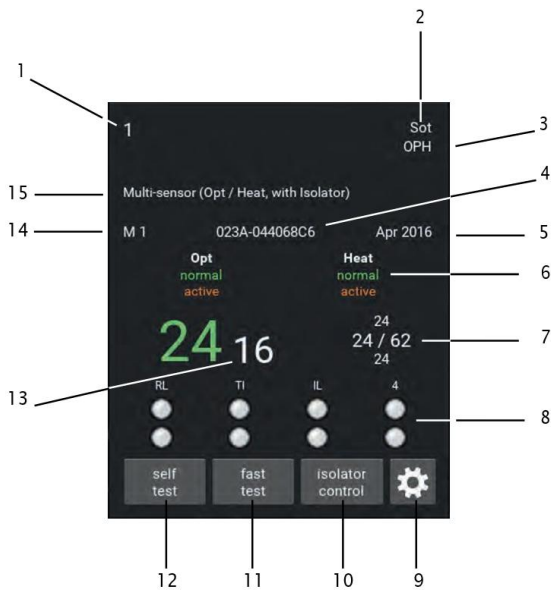 2
1
1
Sot
3
OPH
4
15
Multi-sensor (Opt / Heat, with Isolator)
14
M 1
023A-044068C6
Apr 2016
5
Opt
Heat
normal
normal
6
active
active
24
24
16
24 / 62
7
24
13
RL
TI
IL
4
8
self
test
fast
test
isolator
control
12
11
10
9